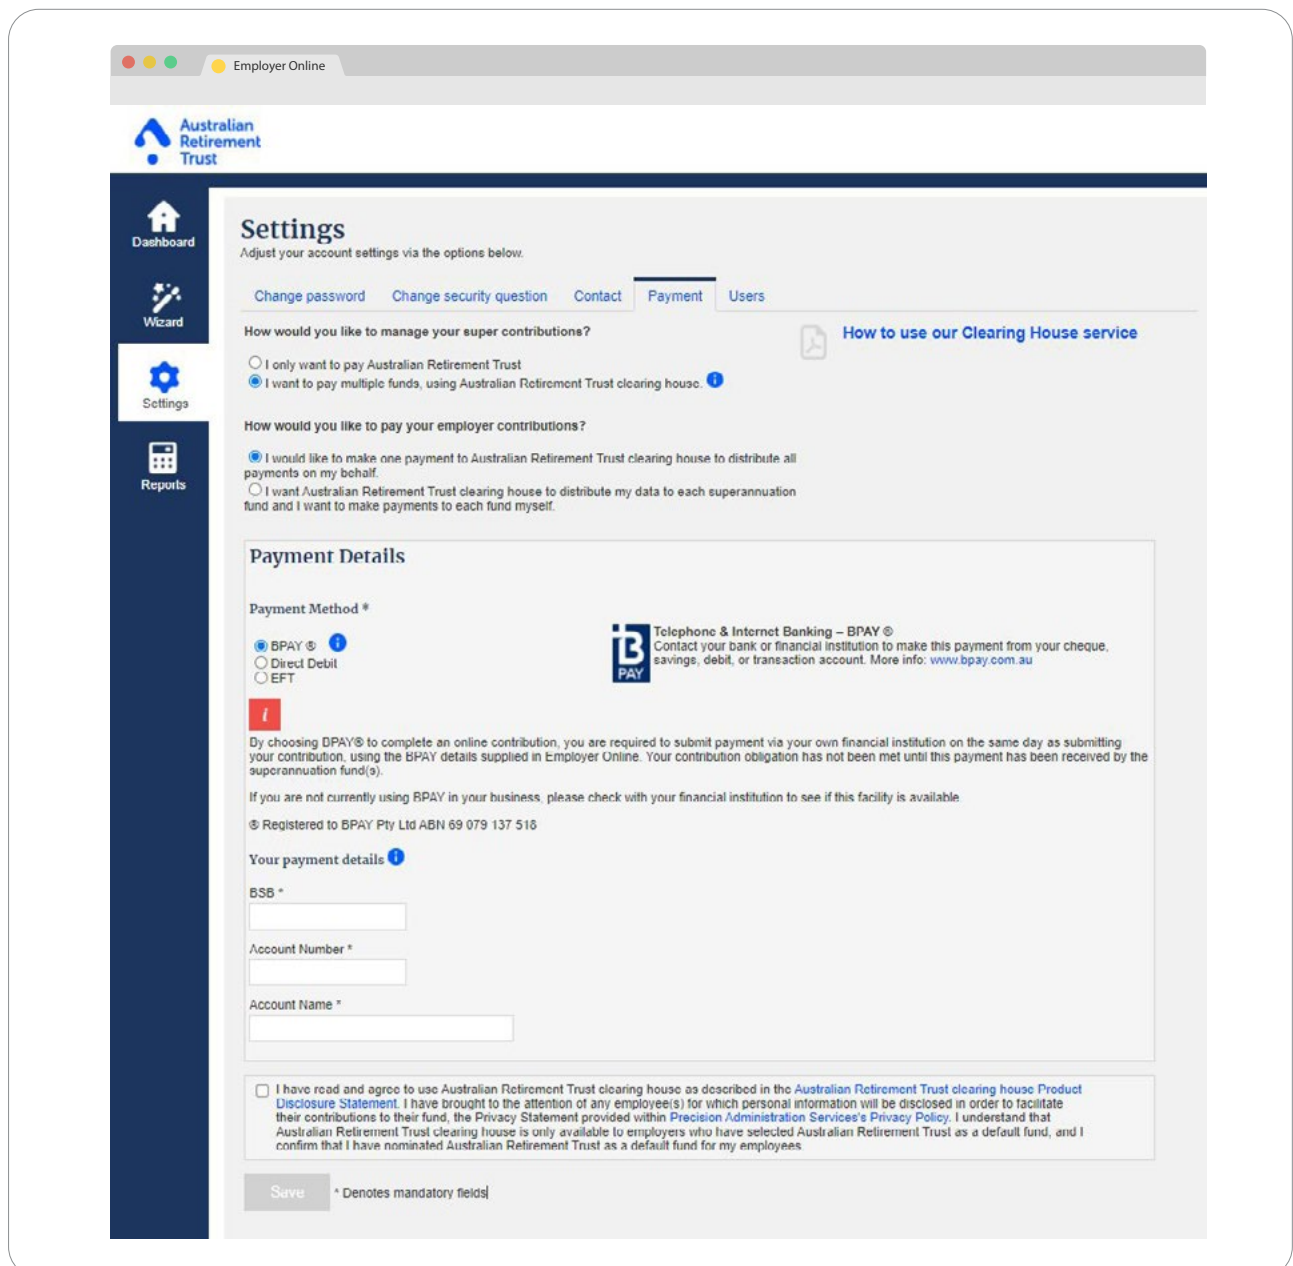 Employer Online
Australian
Retirement
Trust
Dashboard
Wizard
Settings
Reports
Settings
Adjust your account settings via the options below.
Change password Change security question Contact Payment Users
How would you like to manage your super contributions?
How to use our Clearing House service
I only want to pay Australian Retirement Trust
I want to pay multiple funds, using Australian Retirement Trust clearing house.
How would you like to pay your employer contributions?
I would like to make one payment to Australian Retirement Trust clearing house to distribute all
payments on my behalf.
I want Australian Retirement Trust clearing house to distribute my data to each superannuation
fund and I want to make payments to each fund myself.
Payment Details
Payment Method *
BPAY ®
Direct Debit
EFT
B
PAY
Telephone & Internet Banking – BPAY ®
Contact your bank or financial institution to make this payment from your cheque,
savings, debit, or transaction account. More info: www.bpay.com.au
i
By choosing BPAY® to complete an online contribution, you are required to submit payment via your own financial institution on the same day as submitting
your contribution, using the BPAY details supplied in Employer Online. Your contribution obligation has not been met until this payment has been received by the
superannuation fund(s).
If you are not currently using BPAY in your business, please check with your financial institution to see if this facility is available.
® Registered to BPAY Pty Ltd ABN 69 079 137 518
Your payment details
BSB *
Account Number *
Account Name *
I have read and agree to use Australian Retirement Trust clearing house as described in the Australian Retirement Trust clearing house Product
Disclosure Statement. I have brought to the attention of any employee(s) for which personal information will be disclosed in order to facilitate
their contributions to their fund, the Privacy Statement provided within Precision Administration Services's Privacy Policy. I understand that
Australian Retirement Trust clearing house is only available to employers who have selected Australian Retirement Trust as a default fund, and I
confirm that I have nominated Australian Retirement Trust as a default fund for my employees.
Save * Denotes mandatory fields